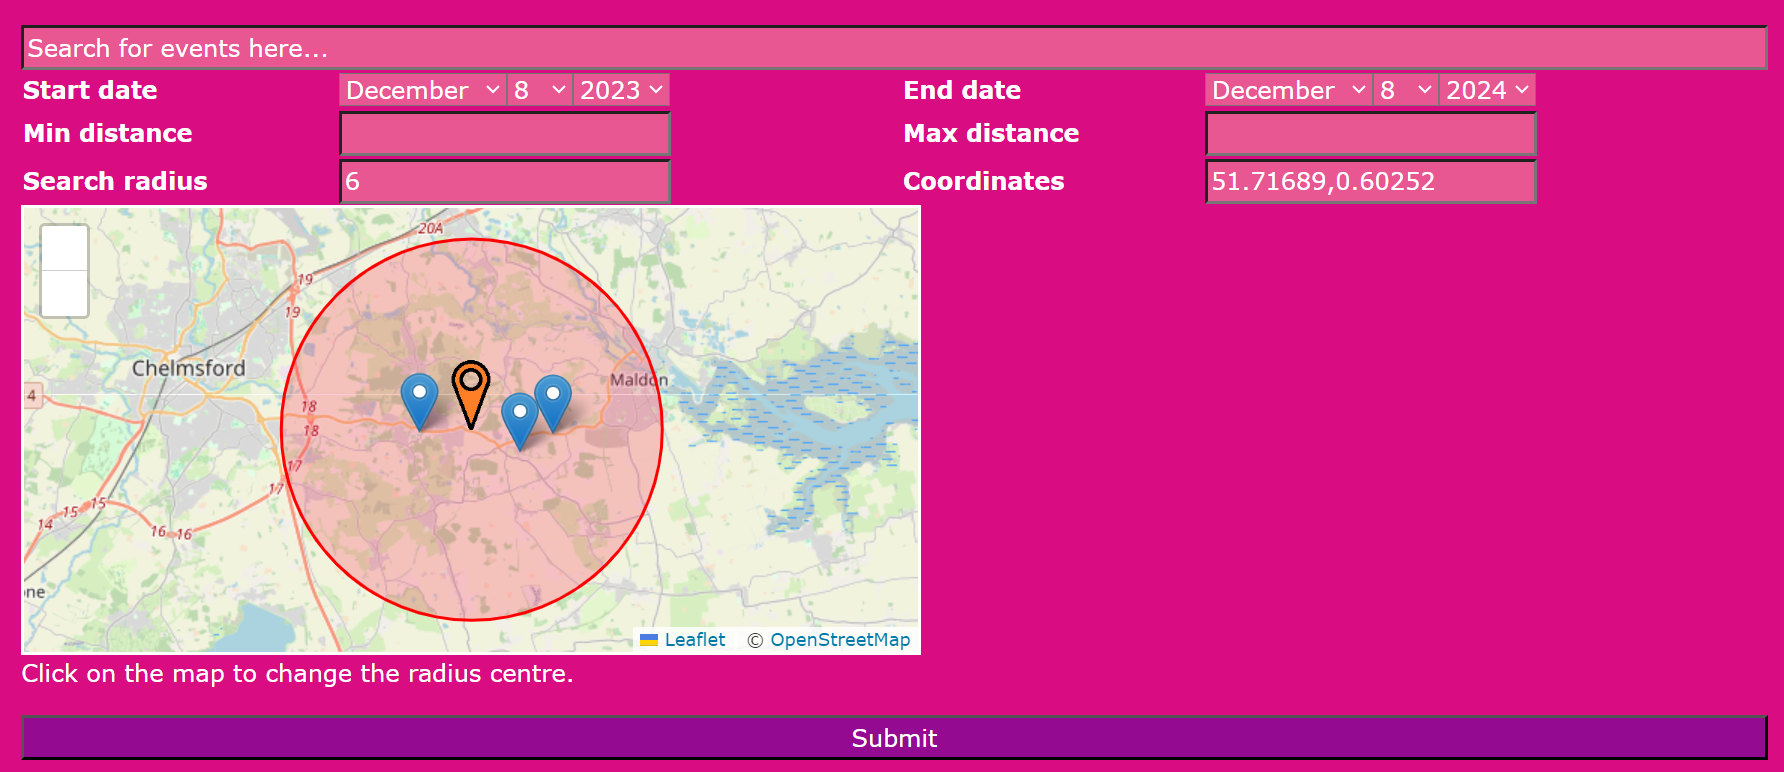 Search for events here...
Start date December 8 2023 End date December 8 2024
Min distance Max distance
Search radius 6 Coordinates 51.71689,0.60252
20A
19
19
Chelmsford
Maldon
4
18
18
17
17
15
15
14
16
16
ne
Leaflet © OpenStreetMap
Click on the map to change the radius centre.
Submit